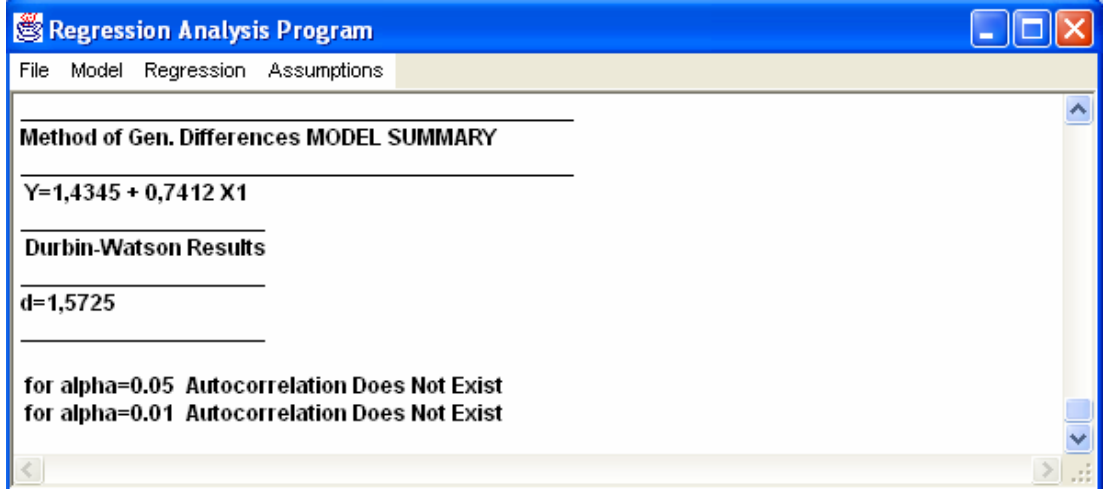 Regression Analysis Program
File Model Regression Assumptions
Method of Gen. Differences MODEL SUMMARY
Y=1,4345 + 0,7412 X1
Durbin-Watson Results
d=1,5725
for alpha=0.05 Autocorrelation Does Not Exist
for alpha=0.01 Autocorrelation Does Not Exist